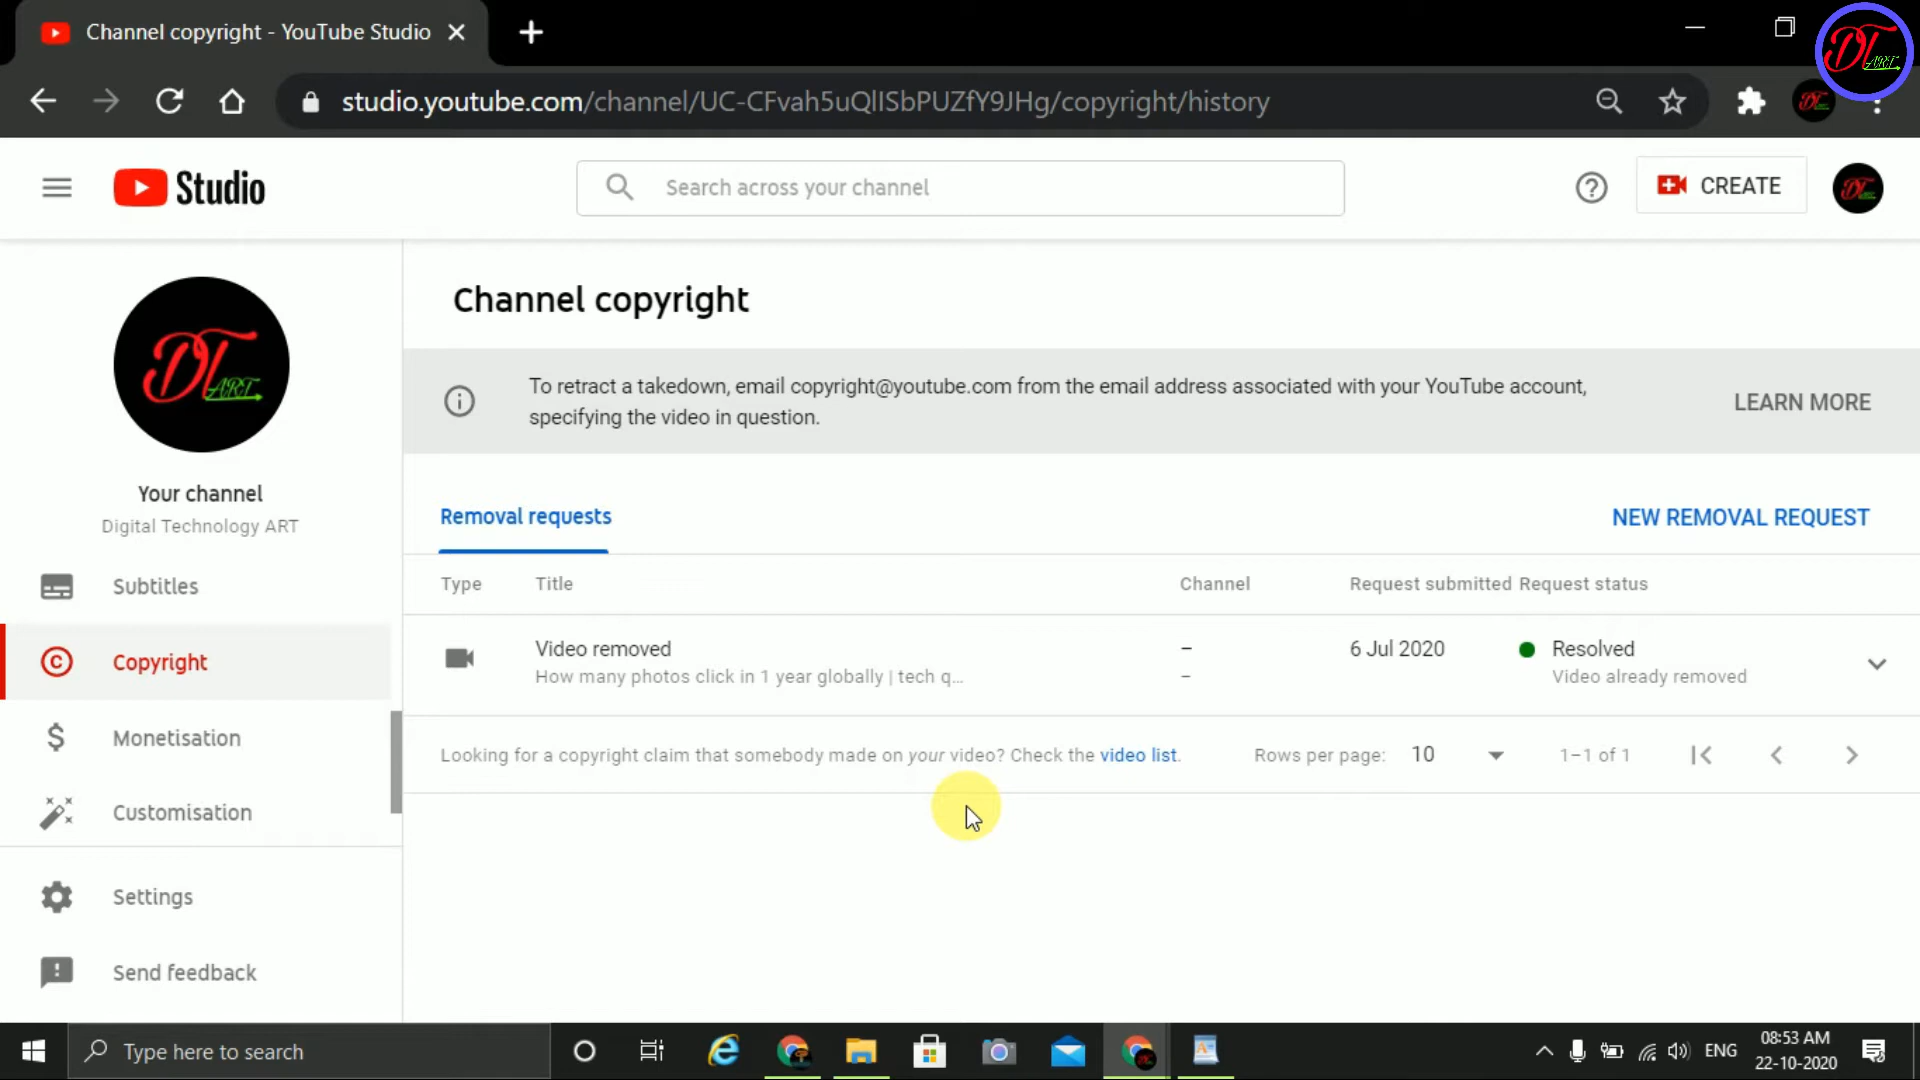 Channel copyright - YouTube Studio
DT
ART
studio.youtube.com/channel/UC-CFvah5uQlISbPUZfY9JHg/copyright/history
Studio
Search across your channel
CREATE
Channel copyright
DT
ART
To retract a takedown, email copyright@youtube.com from the email address associated with your YouTube account,
specifying the video in question.
LEARN MORE
Your channel
Digital Technology ART
Removal requests
NEW REMOVAL REQUEST
Type Title Channel Request submitted Request status
Subtitles
Video removed – 6 Jul 2020 Resolved
How many photos click in 1 year globally | tech q... – Video already removed
Copyright
Monetisation
Looking for a copyright claim that somebody made on your video? Check the video list. Rows per page: 10 1–1 of 1
Customisation
Settings
Send feedback
Type here to search
ENG
08:53 AM
22-10-2020